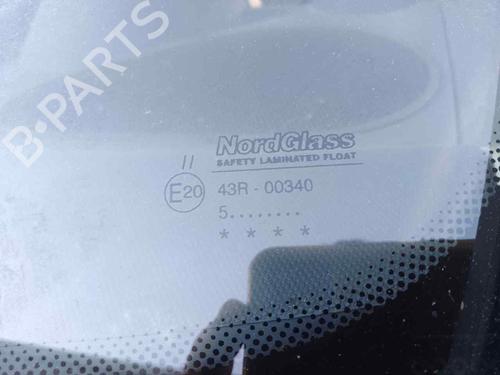 B·PARTS
NordGlass
SAFETY LAMINATED FLOAT
II
E20 43R - 00340
5........
* * * *